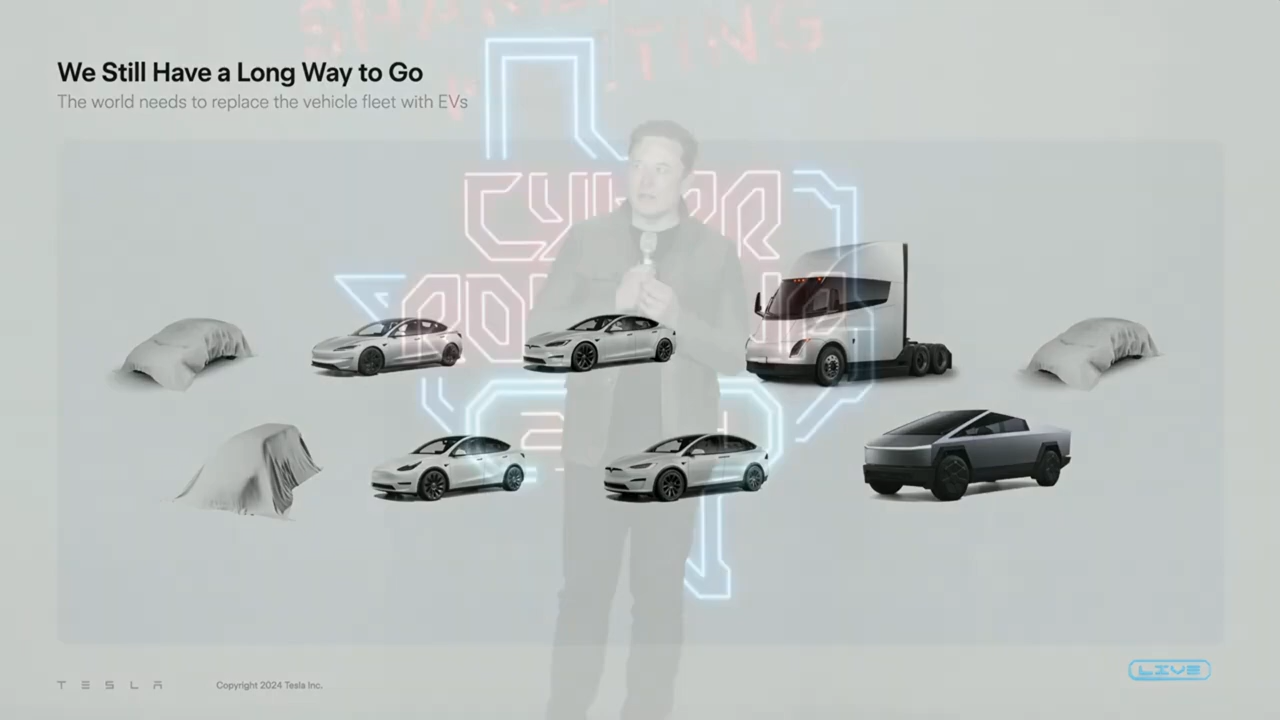 We Still Have a Long Way to Go
The world needs to replace the vehicle fleet with EVs
CYBER
TESLA
Copyright 2024 Tesla Inc.
LIVE